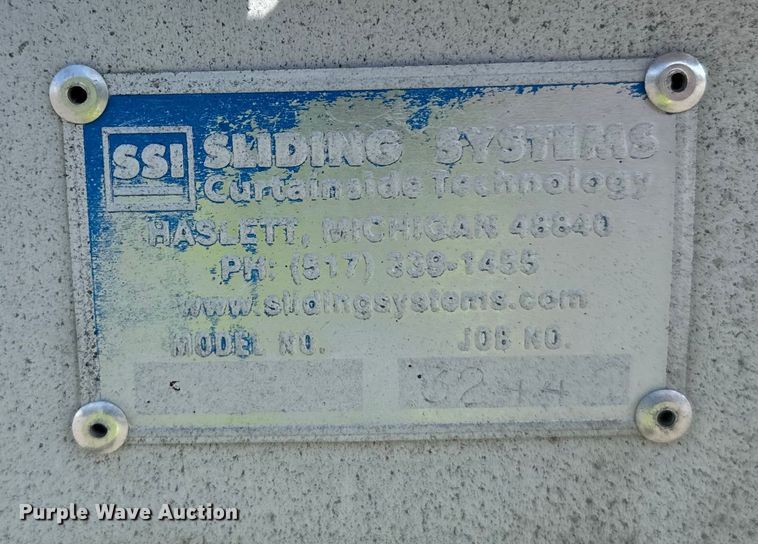 SSI SLIDING SYSTEMS
Curtainside Technology
HASLETT, MICHIGAN 48840
PH: (517) 339-1455
www.slidingsystems.com
MODEL NO. JOB NO.
Purple Wave Auction